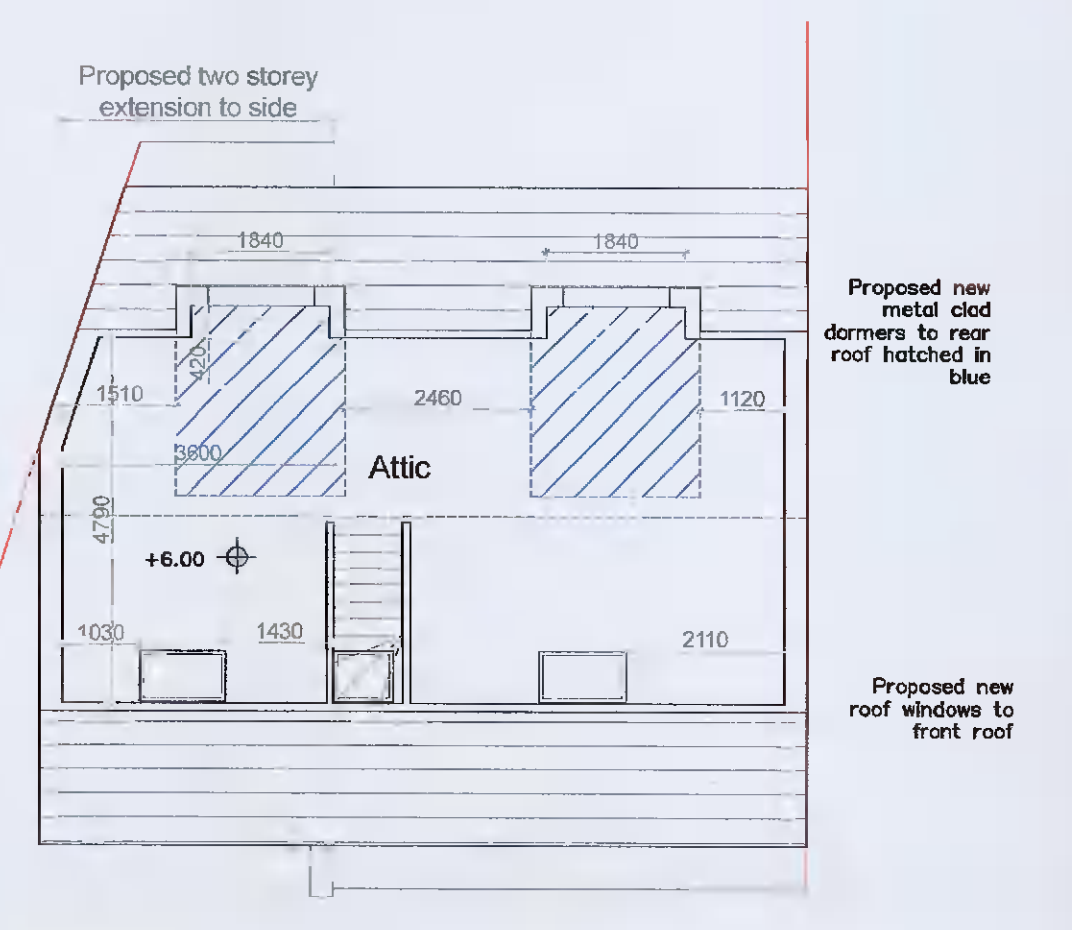 Proposed two storey
extension to side
1840
1840
Proposed new
metal clad
dormers to rear
roof hatched in
blue
420
1510
2460
1120
3600
Attic
4790
+6.00
1030
1430
2110
Proposed new
roof windows to
front roof